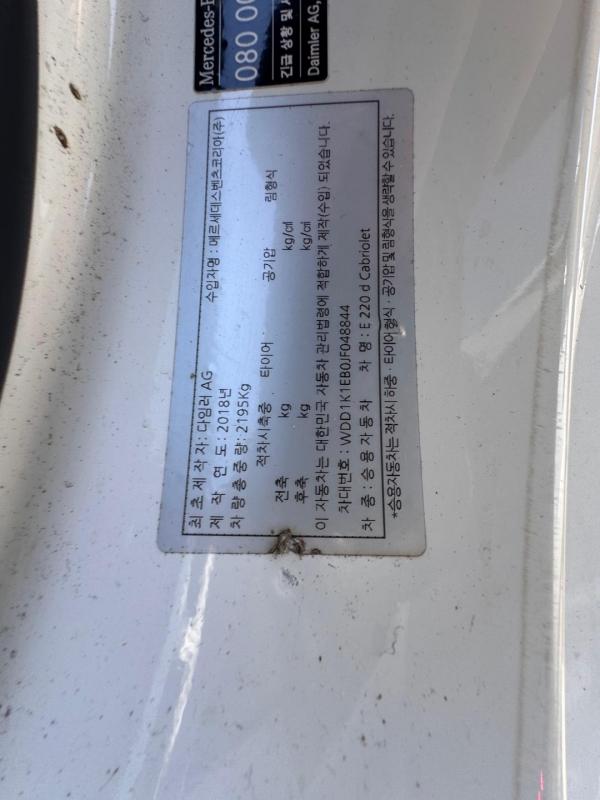 Mercedes-B
080 00
긴급 상황 및 사
Daimler AG,
최초제작자: 다임러 AG 수입자명 : 메르세데스벤츠코리아(주)
제 작 연 도 : 2018년
차 량 총 중 량 : 2195Kg
적차시축중 타이어 공기압 림형식
전축 kg kg/㎠
후축 kg kg/㎠
이 자동차는 대한민국 자동차 관리법령에 적합하게 제작(수입) 되었습니다.
차대번호 : WDD1K1EB0JF048844
차 종 : 승용자동차 차 명 : E 220 d Cabriolet
*승용자동차는 적차시 하중 · 타이어 형식 · 공기압 및 림형식을 생략할 수 있습니다.